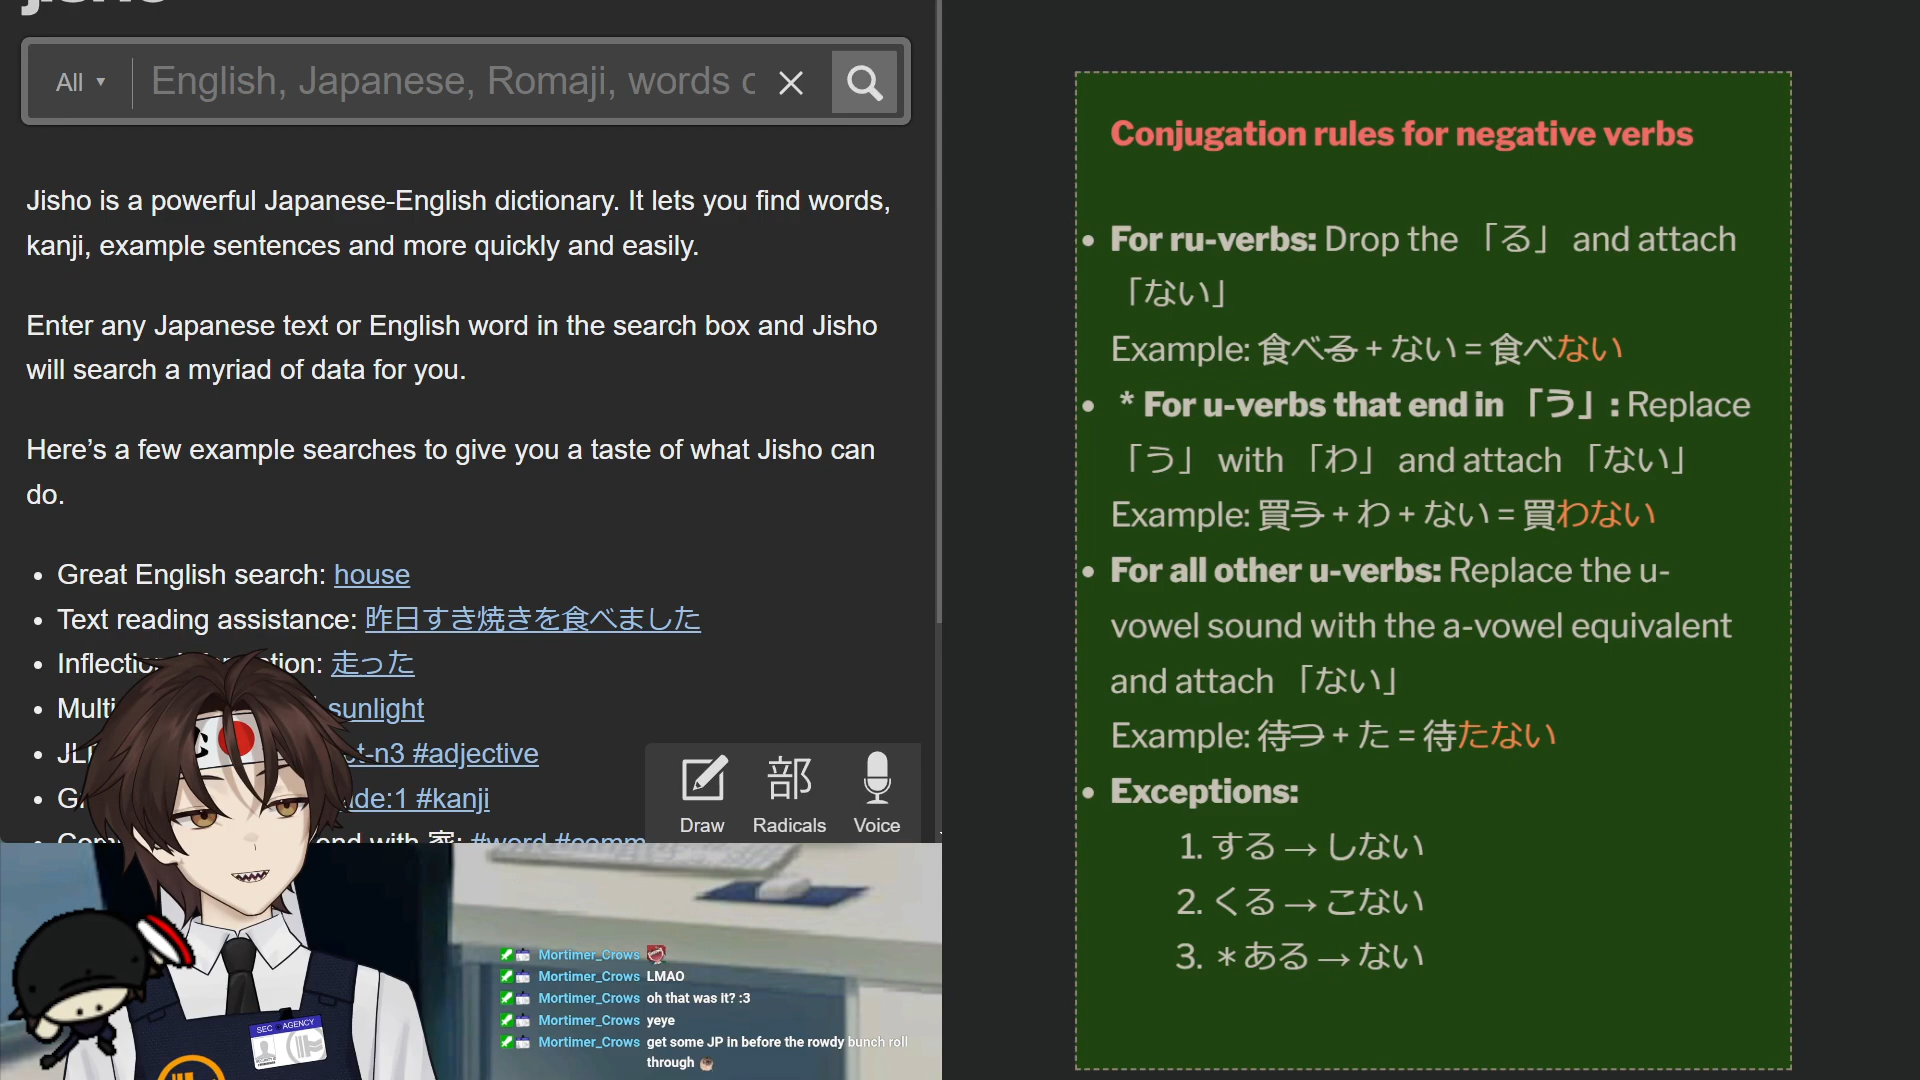 All ▾ English, Japanese, Romaji, words
Jisho is a powerful Japanese-English dictionary. It lets you find words,
kanji, example sentences and more quickly and easily.
Enter any Japanese text or English word in the search box and Jisho
will search a myriad of data for you.
Here’s a few example searches to give you a taste of what Jisho can
do.
• Great English search: house
• Text reading assistance: 昨日すき焼きを食べました
• 走った
• sunlight
• #adjective
• #kanji
#word
Draw
Radicals
Voice
SEC AGENCY
Mortimer_Crows
Mortimer_Crows LMAO
Mortimer_Crows oh that was it? :3
Mortimer_Crows yeye
Mortimer_Crows get some JP in before the rowdy bunch roll
through
Conjugation rules for negative verbs
• For ru-verbs: Drop the 「る」 and attach
「ない」
Example: 食べる + ない = 食べない
• * For u-verbs that end in 「う」: Replace
「う」 with 「わ」 and attach 「ない」
Example: 買う + わ + ない = 買わない
• For all other u-verbs: Replace the u-
vowel sound with the a-vowel equivalent
and attach 「ない」
Example: 待つ + た = 待たない
• Exceptions:
1. する → しない
2. くる → こない
3. *ある → ない